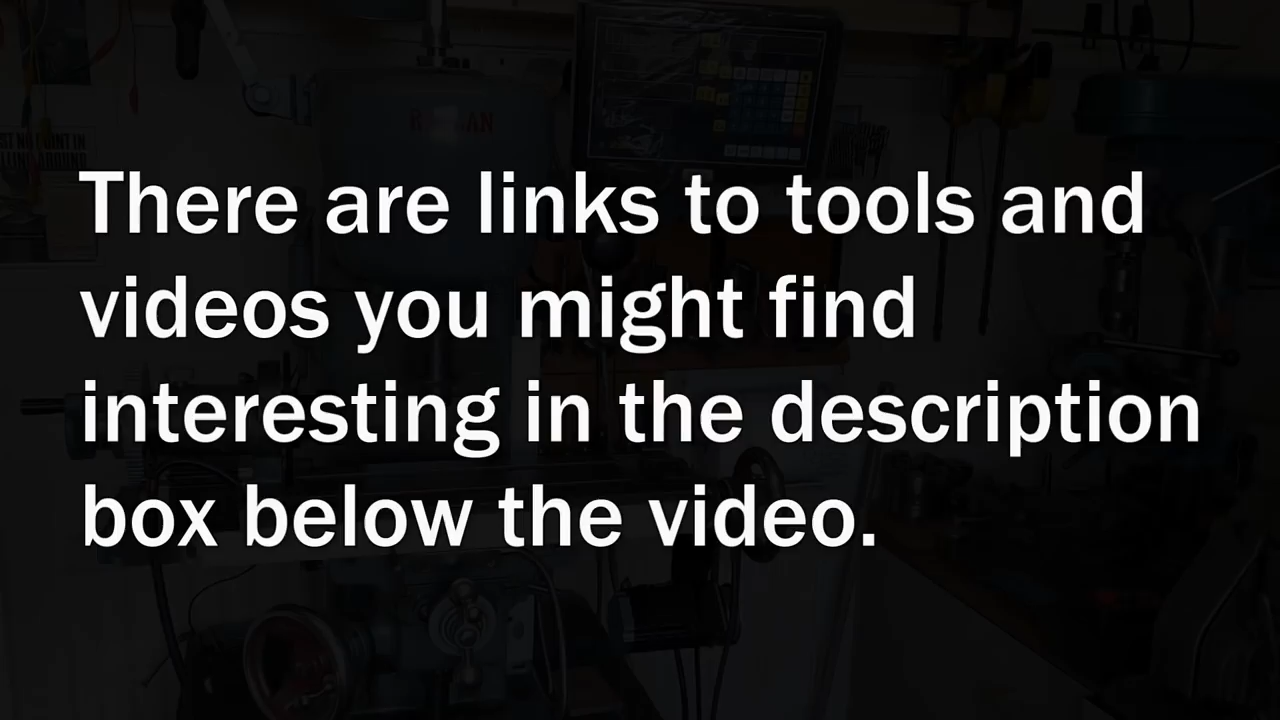 There are links to tools and
videos you might find
interesting in the description
box below the video.